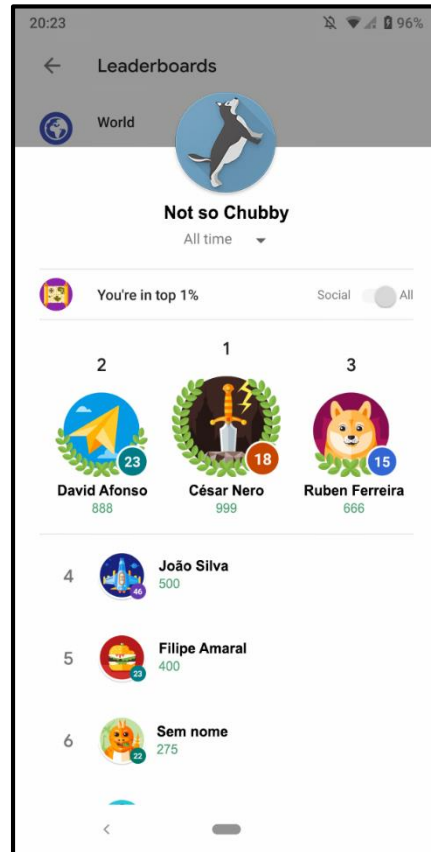 20:23
96%
Leaderboards
World
Not so Chubby
All time
You're in top 1%
Social
All
1
2
3
23
18
15
David Afonso
César Nero
Ruben Ferreira
888
999
666
4
João Silva
46
500
5
Filipe Amaral
23
400
6
Sem nome
22
275